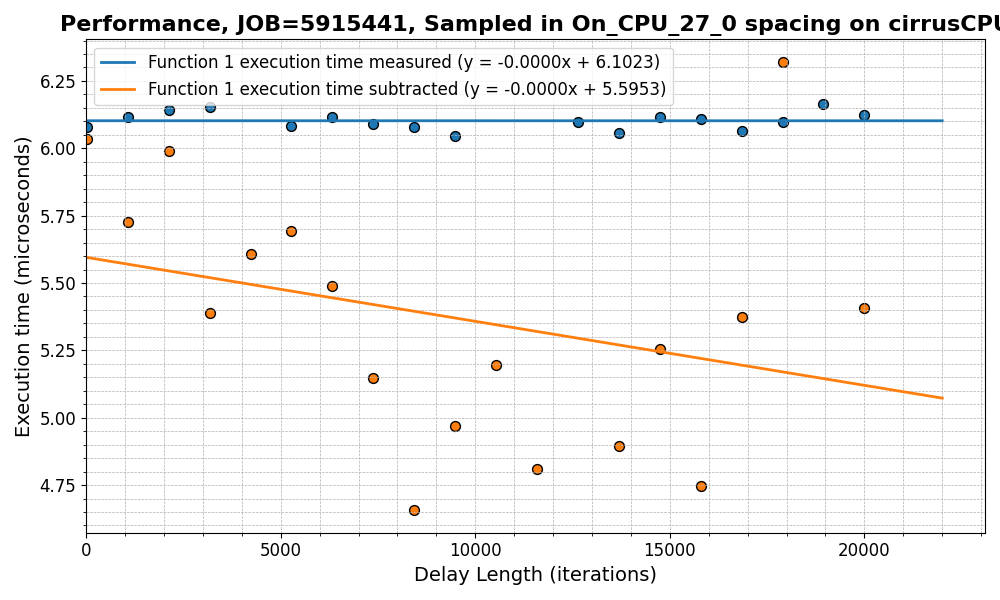 Performance, JOB=5915441, Sampled in On_CPU_27_0 spacing on cirrusCPU
Function 1 execution time measured (y = -0.0000x + 6.1023)
Function 1 execution time subtracted (y = -0.0000x + 5.5953)
Execution time (microseconds)
6.25
6.00
5.75
5.50
5.25
5.00
4.75
0 5000 10000 15000 20000
Delay Length (iterations)